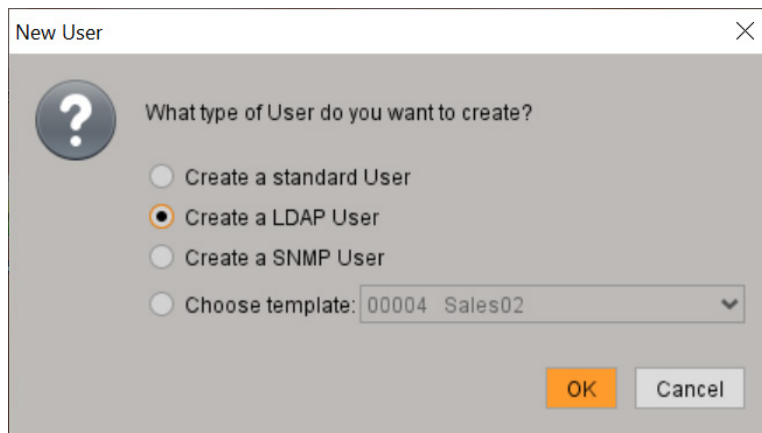 New User
What type of User do you want to create?
Create a standard User
Create a LDAP User
Create a SNMP User
Choose template: 00004 Sales02
OK Cancel